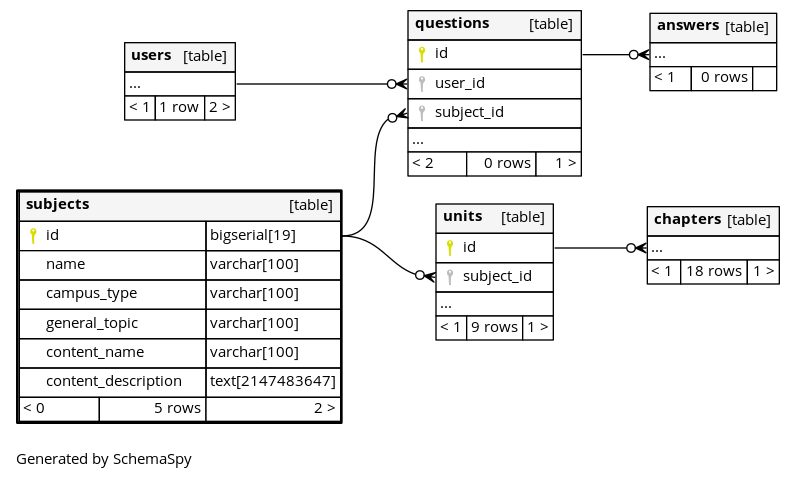 users [table]
...
< 1 1 row 2 >
questions [table]
id
user_id
subject_id
...
< 2 0 rows 1 >
answers [table]
...
< 1 0 rows
subjects [table]
id bigserial[19]
name varchar[100]
campus_type varchar[100]
general_topic varchar[100]
content_name varchar[100]
content_description text[2147483647]
< 0 5 rows 2 >
units [table]
id
subject_id
...
< 1 9 rows 1 >
chapters [table]
...
< 1 18 rows 1 >
Generated by SchemaSpy